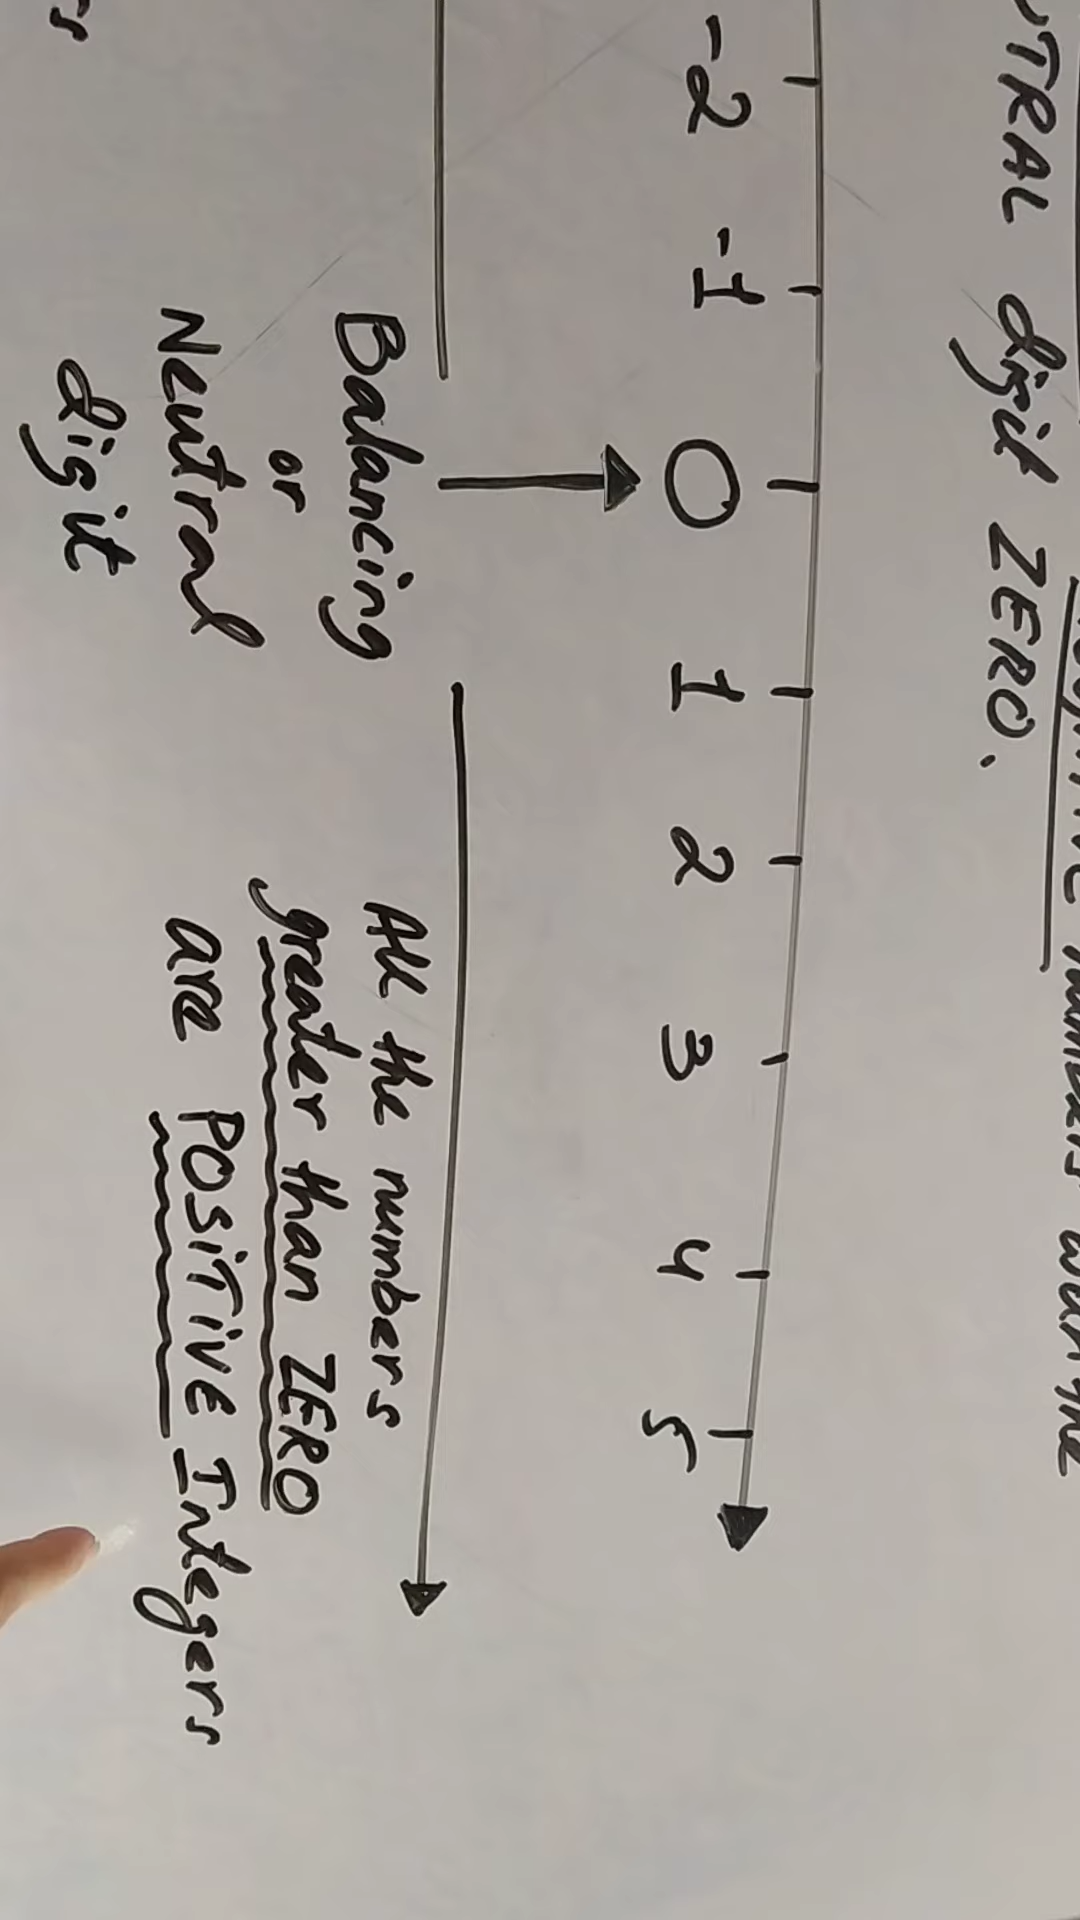 numbers
TRAL digit ZERO.
-2 -1 0 1 2 3 4 5
Balancing
or
Neutral
digit
All the numbers
greater than ZERO
are POSITIVE Integers